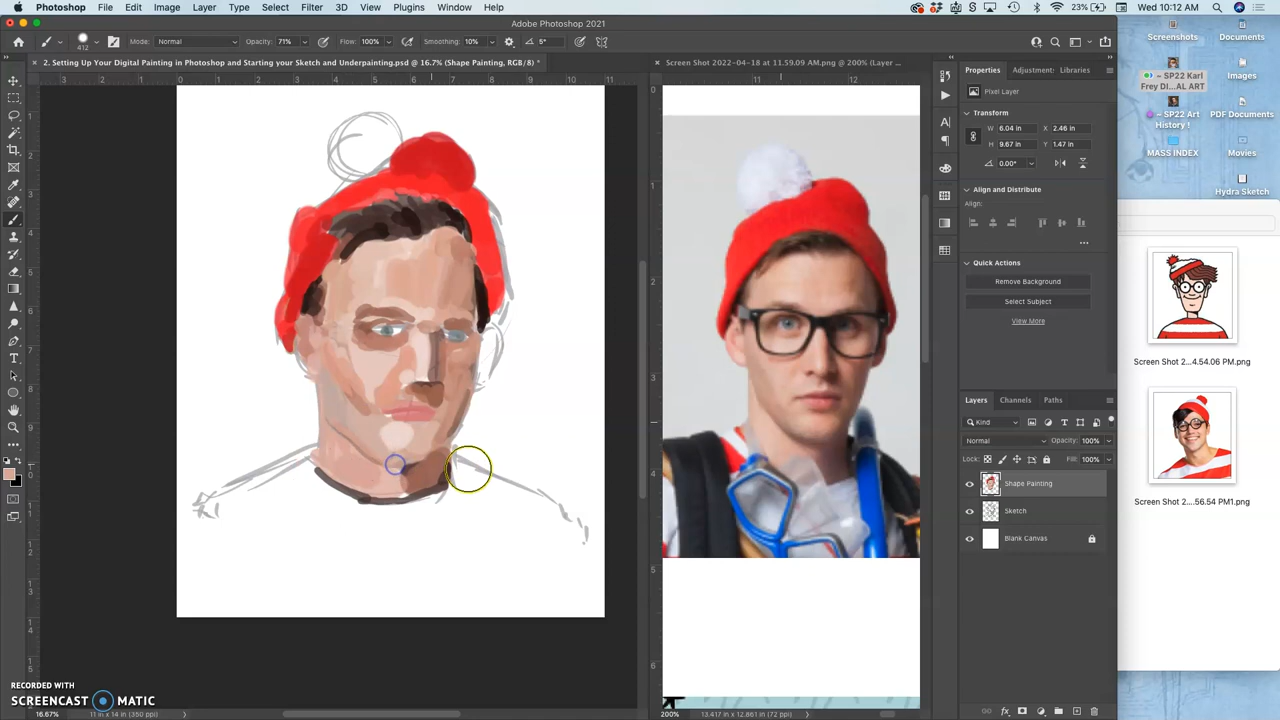 Photoshop File Edit Image Layer Type Select Filter 3D View Plugins Window Help 23% Wed 10:12 AM
Adobe Photoshop 2021
412 Mode: Normal Opacity: 71% Flow: 100% Smoothing: 10% 5°
2. Setting Up Your Digital Painting in Photoshop and Starting your Sketch and Underpainting.psd @ 16.7% (Shape Painting, RGB/8) *
Screen Shot 2022-04-18 at 11.59.09 AM.png @ 200% (Layer ...
Properties Adjustment: Libraries
Pixel Layer
Transform
W 6.04 in X 2.46 in
H 9.67 in Y 1.47 in
0.00°
Align and Distribute
Align:
Quick Actions
Remove Background
Select Subject
View More
Layers Channels Paths
Kind
Normal Opacity: 100%
Lock: Fill: 100%
Shape Painting
Sketch
Blank Canvas
Screenshots
Documents
~ SP22 Karl
Frey DI...AL ART
Images
~ SP22 Art
History !
PDF Documents
MASS INDEX
Movies
Hydra Sketch
Screen Shot 2...4.54.06 PM.png
Screen Shot 2....56.54 PM1.png
RECORDED WITH
SCREENCAST MATIC
16.67% 11 in x 14 in (350 ppi)
200% 13.417 in x 12.861 in (72 ppi)